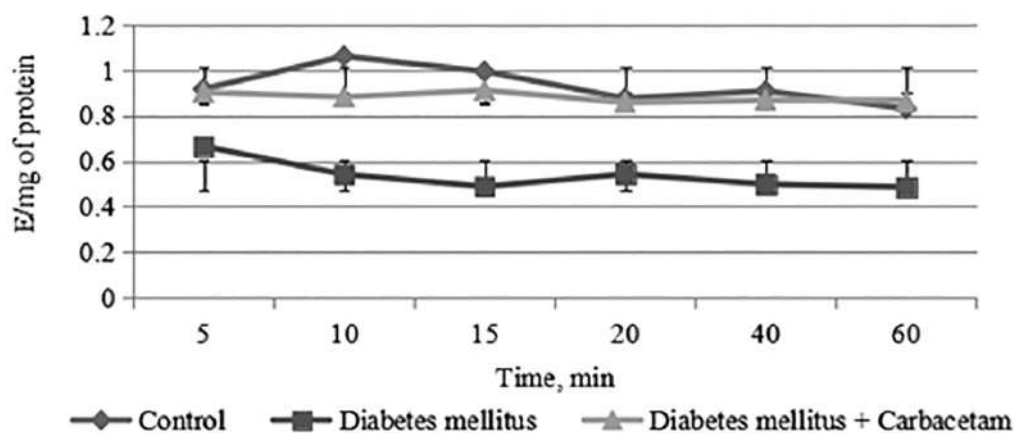 E/mg of protein
1.2
1
0.8
0.6
0.4
0.2
0
5 10 15 20 40 60
Time, min
Control Diabetes mellitus Diabetes mellitus + Carbacetam